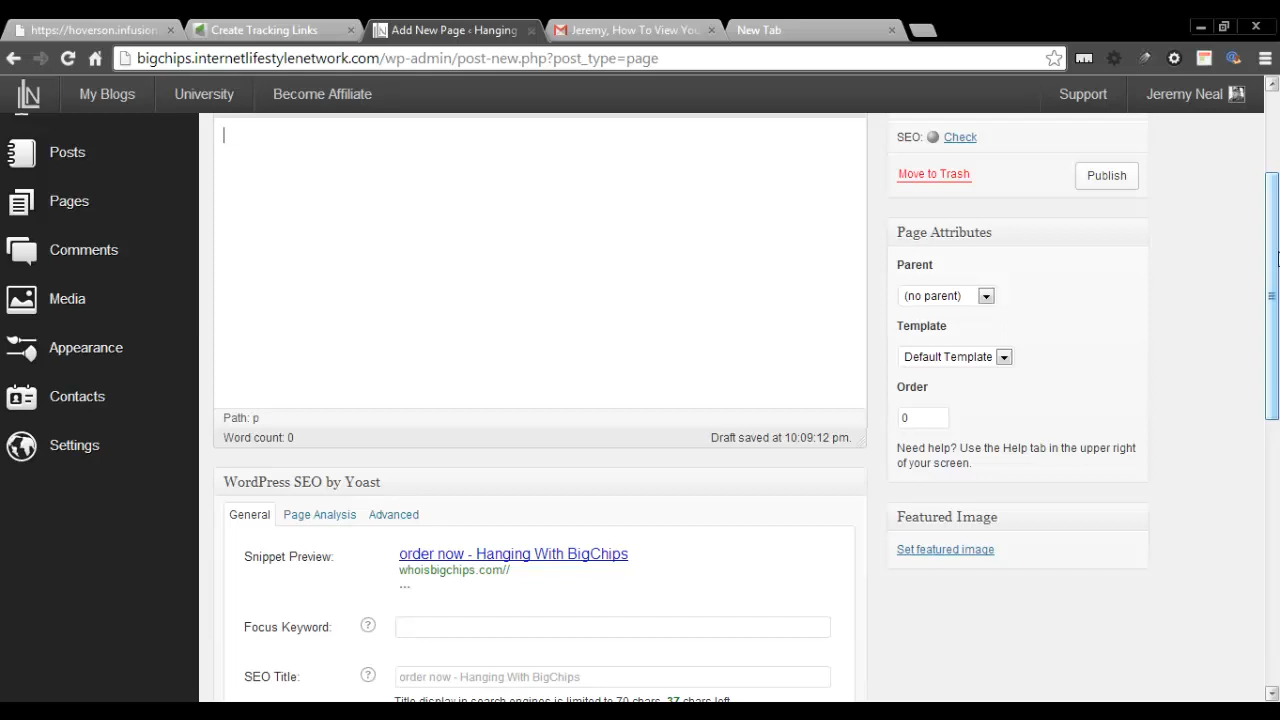 https://hoverson.infusion
Create Tracking Links
Add New Page ‹ Hanging
Jeremy, How To View You
New Tab
bigchips.internetlifestylenetwork.com/wp-admin/post-new.php?post_type=page
My Blogs
University
Become Affiliate
Support
Jeremy Neal
Posts
Pages
Comments
Media
Appearance
Contacts
Settings
SEO: Check
Move to Trash
Publish
Page Attributes
Parent
(no parent)
Template
Default Template
Order
0
Need help? Use the Help tab in the upper right
of your screen.
Featured Image
Set featured image
Path: p
Word count: 0
Draft saved at 10:09:12 pm.
WordPress SEO by Yoast
General
Page Analysis
Advanced
Snippet Preview:
order now - Hanging With BigChips
whoisbigchips.com//
...
Focus Keyword:
?
SEO Title:
?
order now - Hanging With BigChips
Title display in search engines is limited to 70 chars, 37 chars left.